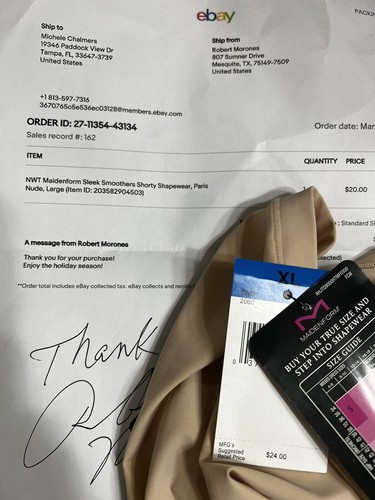 ebay
PACKIN
Ship to
Michele Chalmers
19346 Paddock View Dr
Tampa, FL, 33647-3739
United States
Ship from
Robert Morones
807 Sumner Drive
Mesquite, TX, 75149-7509
United States
+1 813-597-7316
3670765c5e536ec03128@members.ebay.com
ORDER ID: 27-11354-43134
Order date: Mar
Sales record #: 162
ITEM QUANTITY PRICE
NWT Maidenform Sleek Smoothers Shorty Shapewear, Paris
Nude, Large (Item ID: 203582904503)
$20.00
: Standard S
A message from Robert Morones
Thank you for your purchase!
Enjoy the holiday season!
**Order total includes eBay collected tax. eBay collects and
Thank
XL
2060
MFG's
Suggested
Retail Price $24.00
M
MAIDENFORM
BUY YOUR TRUE SIZE AND
STEP INTO SHAPEWEAR
SIZE GUIDE
S